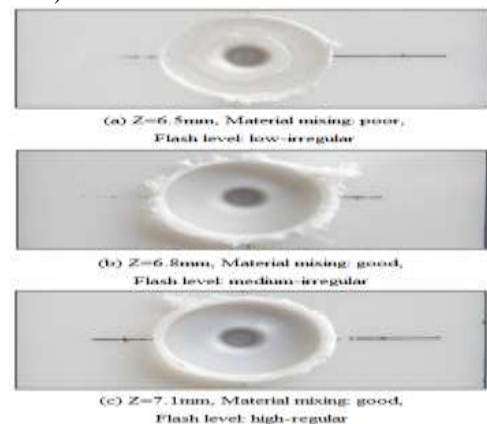 (a) Z=6.5mm, Material mixing: poor,
Flash level: low-irregular
(b) Z=6.8mm, Material mixing: good,
Flash level: medium-irregular
(c) Z=7.1mm, Material mixing: good,
Flash level: high-regular